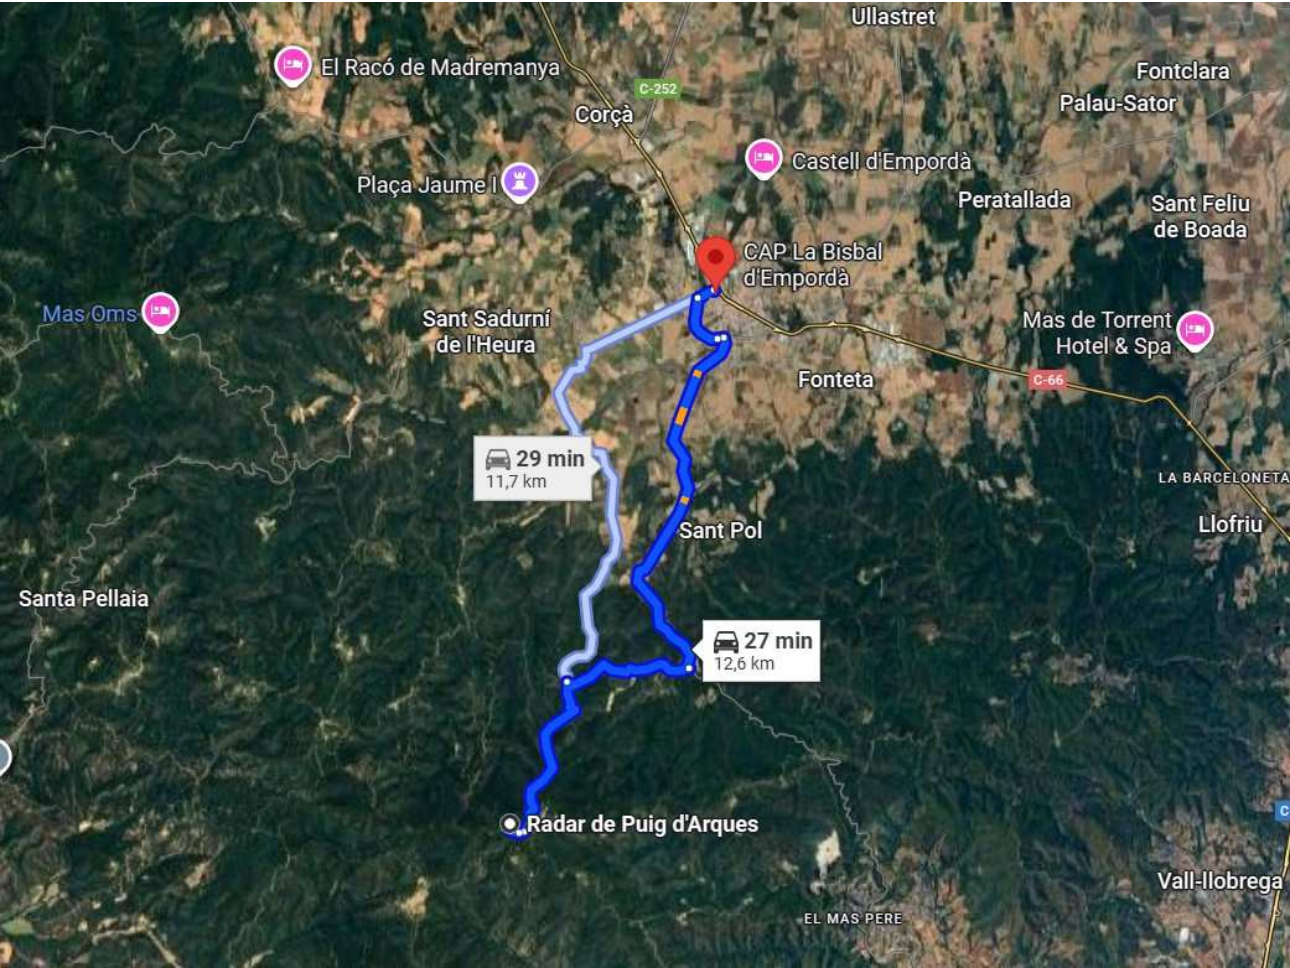 Ullastret
El Racó de Madremanya
Fontclara
C-252
Palau-Sator
Corçà
Castell d'Empordà
Plaça Jaume I
Peratallada
Sant Feliu
de Boada
CAP La Bisbal
d'Empordà
Mas Oms
Sant Sadurní
de l'Heura
Mas de Torrent
Hotel & Spa
Fonteta
C-66
29 min
11,7 km
LA BARCELONETA
Llofriu
Sant Pol
Santa Pellaia
27 min
12,6 km
C
Radar de Puig d'Arques
Vall-llobrega
EL MAS PERE